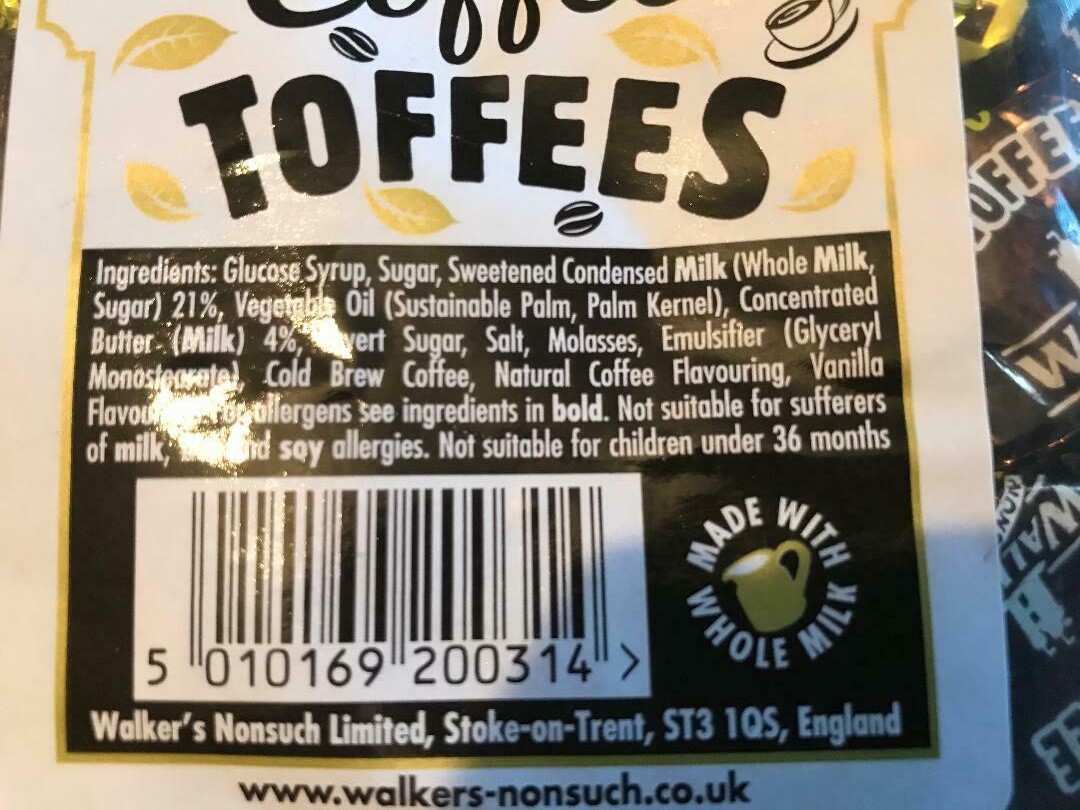 Coffee
TOFFEES
Ingredients: Glucose Syrup, Sugar, Sweetened Condensed Milk (Whole Milk,
Sugar) 21%, Vegetable Oil (Sustainable Palm, Palm Kernel), Concentrated
Butter (Milk) 4%, Sugar, Salt, Molasses, Emulsifier (Glyceryl
Monostearate), Cold Brew Coffee, Natural Coffee Flavouring, Vanilla
allergens see ingredients in bold. Not suitable for sufferers
of milk, soy allergies. Not suitable for children under 36 months
MADE WITH
WHOLE MILK
5 010169 200314 >
Walker's Nonsuch Limited, Stoke-on-Trent, ST3 1QS, England
www.walkers-nonsuch.co.uk